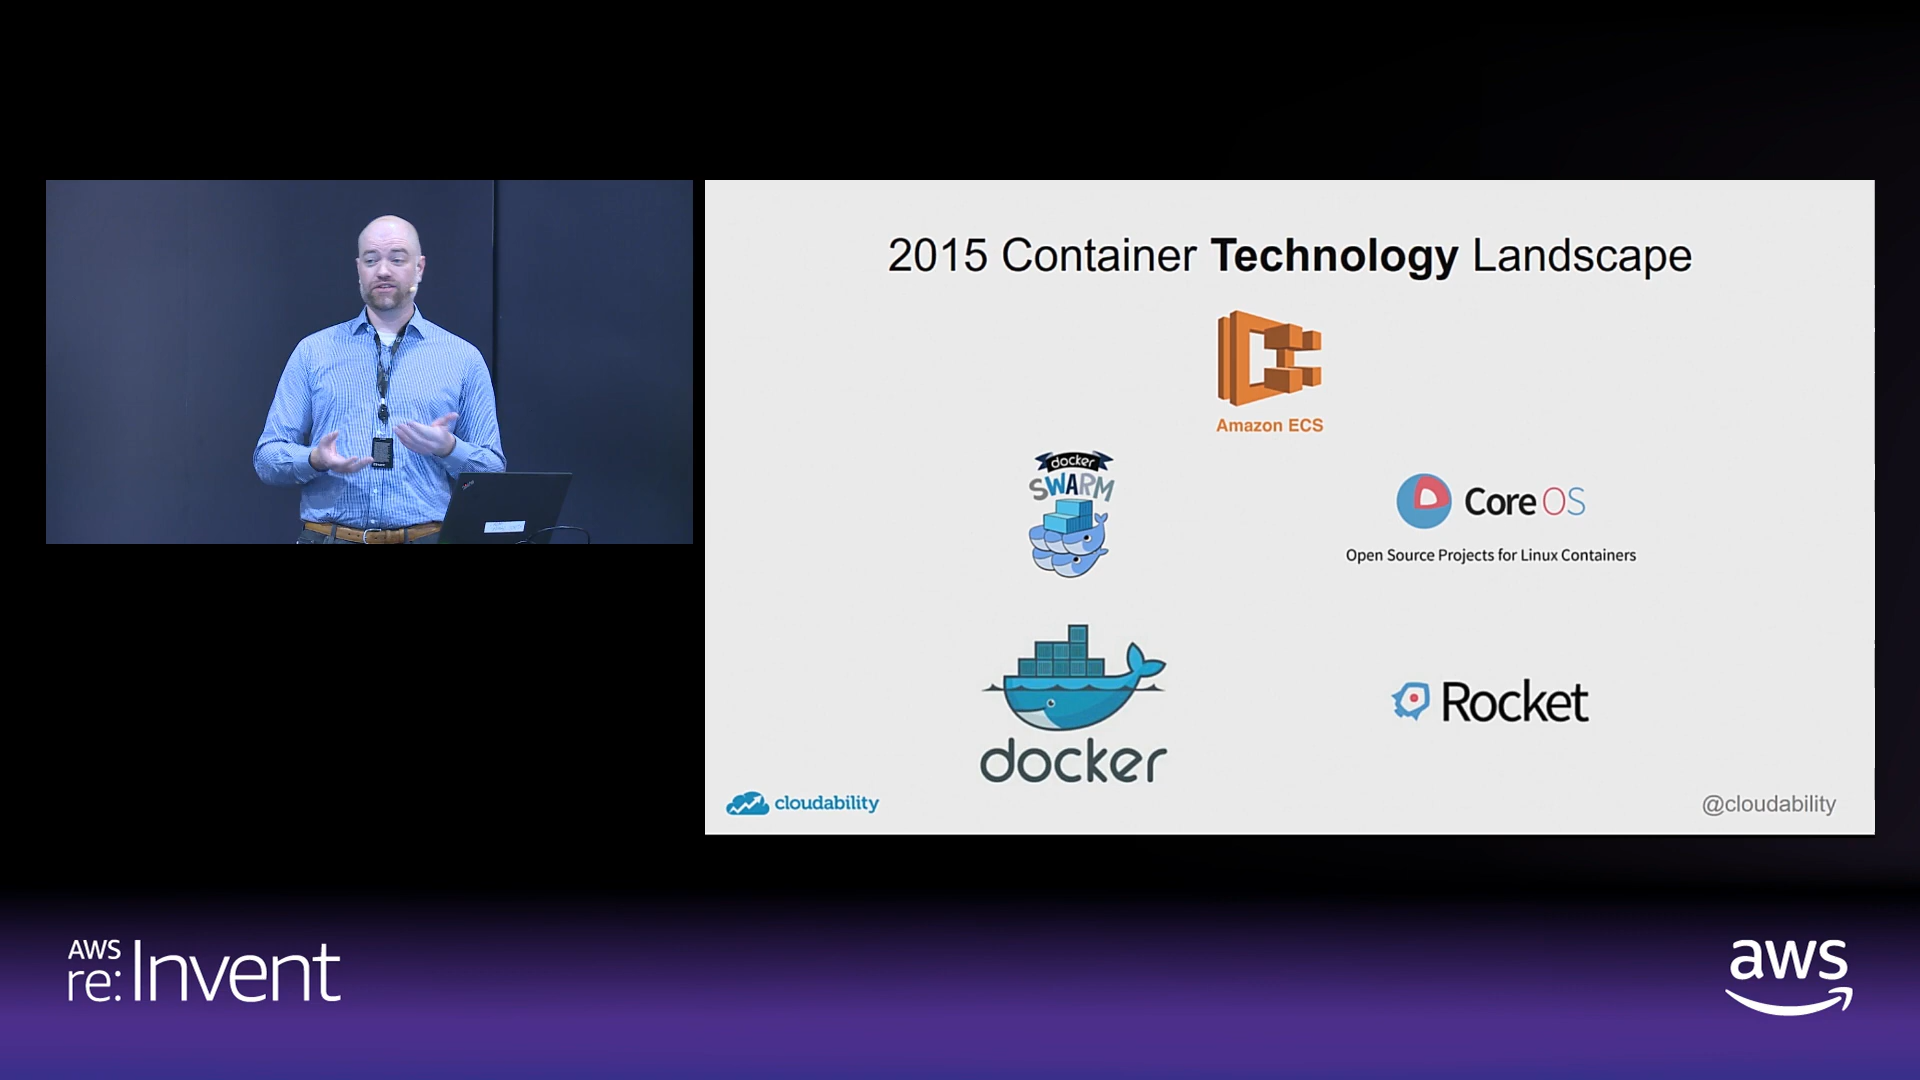 2015 Container Technology Landscape
Amazon ECS
docker
SWARM
Core OS
Open Source Projects for Linux Containers
docker
Rocket
cloudability
@cloudability
AWS
re:Invent
aws